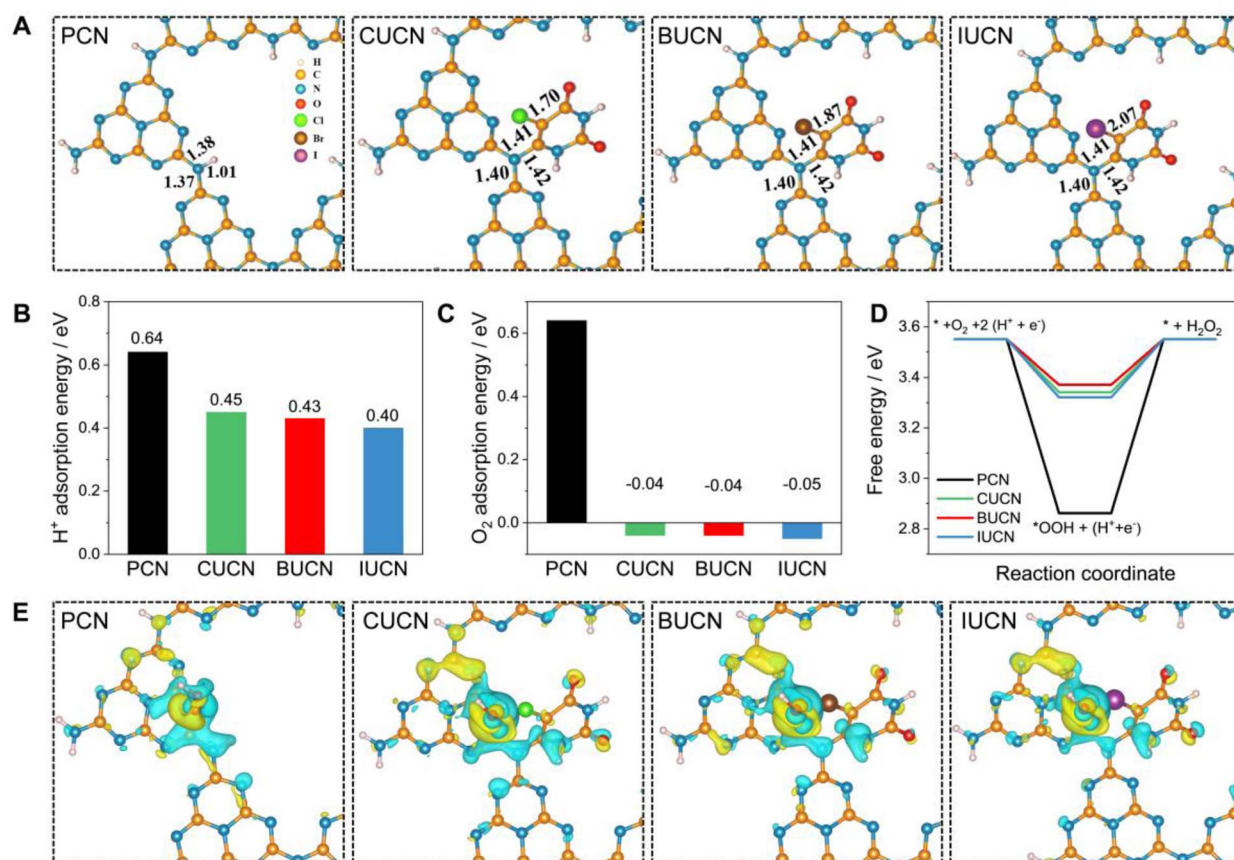 A
PCN
H
C
N
O
Cl
Br
I
1.38
1.01
1.37
CUCN
1.70
1.41
1.40
1.42
BUCN
1.87
1.41
1.40
1.42
IUCN
2.07
1.41
1.40
1.42
B
H⁺ adsorption energy / eV
0.8
0.6
0.4
0.2
0.0
0.64
0.45
0.43
0.40
PCN CUCN BUCN IUCN
C
O₂ adsorption energy / eV
0.6
0.4
0.2
0.0
-0.04
-0.04
-0.05
PCN CUCN BUCN IUCN
D
Free energy / eV
3.6
3.4
3.2
3.0
2.8
* +O₂ +2 (H⁺ + e⁻)
* + H₂O₂
PCN
CUCN
BUCN
IUCN
*OOH + (H⁺+e⁻)
Reaction coordinate
E
PCN
CUCN
BUCN
IUCN